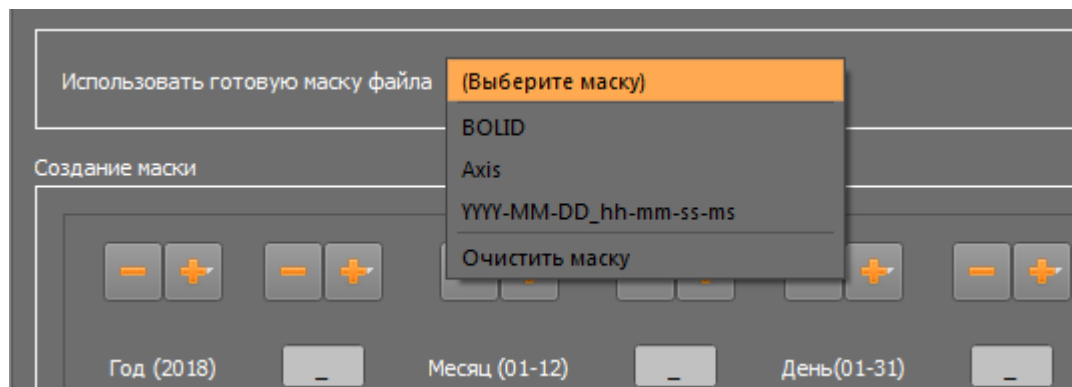 Использовать готовую маску файла (Выберите маску)
BOLID
Axis
YYYY-MM-DD_hh-mm-ss-ms
Очистить маску
Создание маски
Год (2018) _ Месяц (01-12) _ День(01-31) _